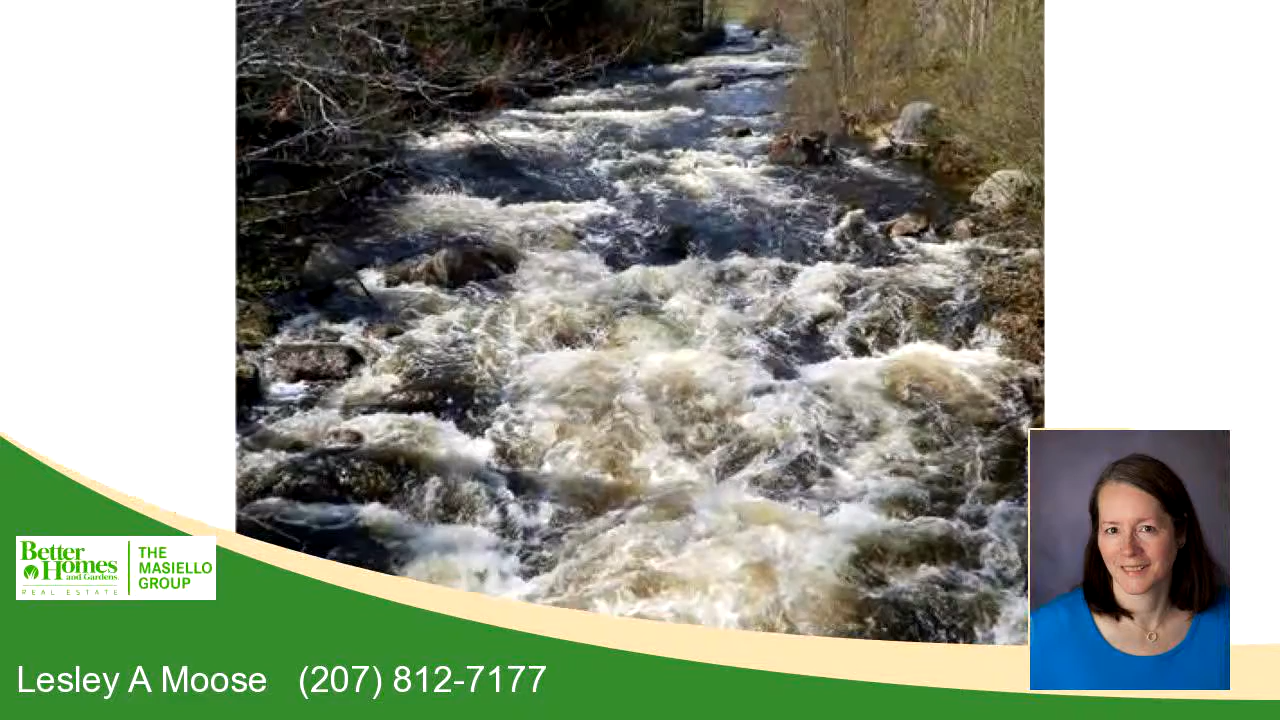 Better
Homes
and Gardens
REAL ESTATE
THE
MASIELLO
GROUP
Lesley A Moose (207) 812-7177